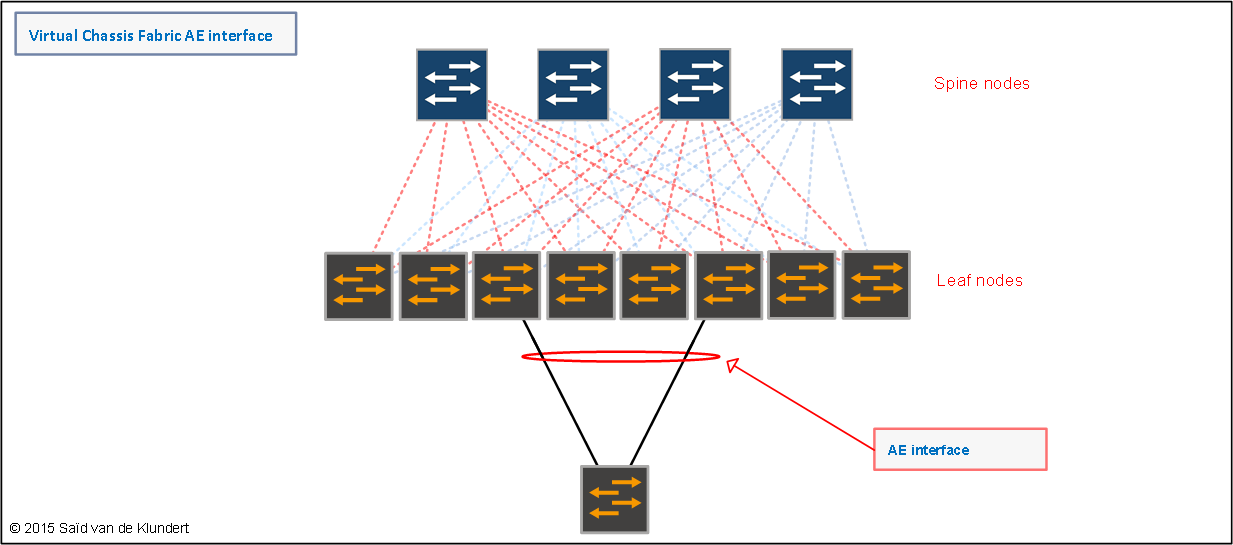 Virtual Chassis Fabric AE interface
Spine nodes
Leaf nodes
AE interface
© 2015 Saïd van de Klundert